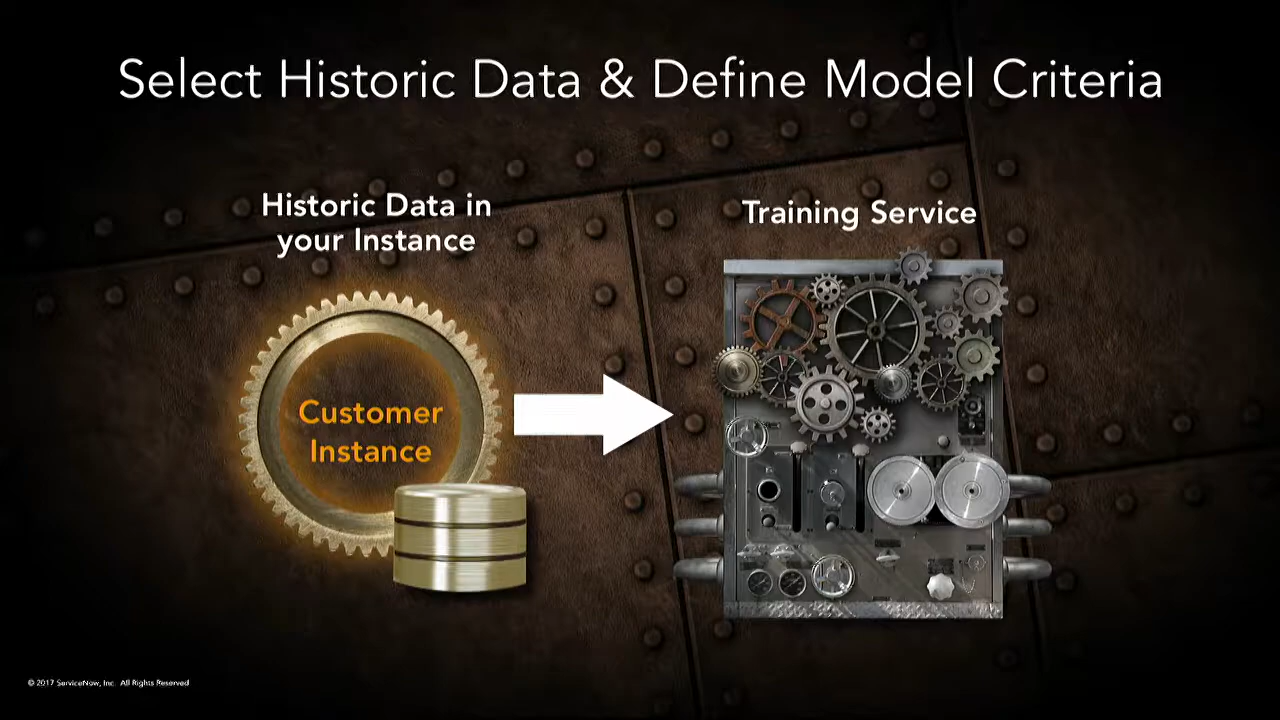 Select Historic Data & Define Model Criteria
Historic Data in
your Instance
Training Service
Customer
Instance
© 2017 ServiceNow, Inc. All Rights Reserved